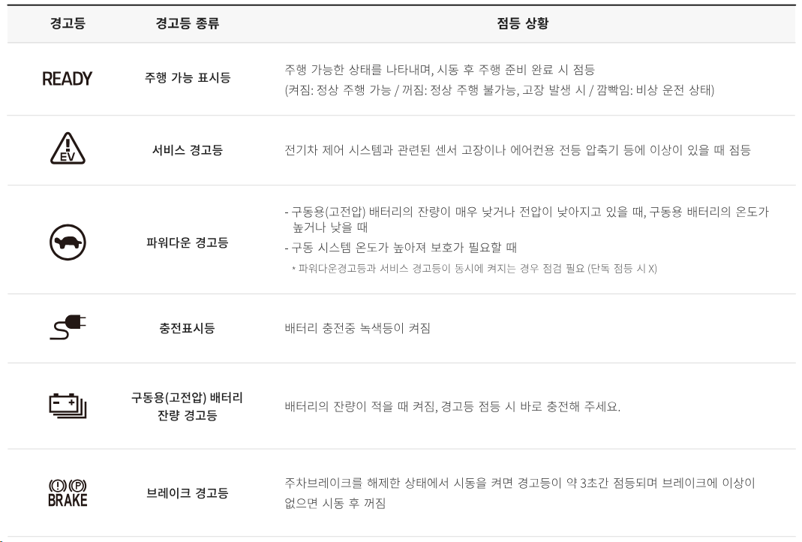 경고등 경고등 종류 점등 상황
READY 주행 가능 표시등 주행 가능한 상태를 나타내며, 시동 후 주행 준비 완료 시 점등
(켜짐: 정상 주행 가능 / 꺼짐: 정상 주행 불가능, 고장 발생 시 / 깜빡임: 비상 운전 상태)
EV 서비스 경고등 전기차 제어 시스템과 관련된 센서 고장이나 에어컨용 전등 압축기 등에 이상이 있을 때 점등
파워다운 경고등
- 구동용(고전압) 배터리의 잔량이 매우 낮거나 전압이 낮아지고 있을 때, 구동용 배터리의 온도가
높거나 낮을 때
- 구동 시스템 온도가 높아져 보호가 필요할 때
* 파워다운경고등과 서비스 경고등이 동시에 켜지는 경우 점검 필요 (단독 점등 시 X)
충전표시등 배터리 충전중 녹색등이 켜짐
구동용(고전압) 배터리
잔량 경고등
배터리의 잔량이 적을 때 켜짐, 경고등 점등 시 바로 충전해 주세요.
(!) (P)
BRAKE
브레이크 경고등
주차브레이크를 해제한 상태에서 시동을 켜면 경고등이 약 3초간 점등되며 브레이크에 이상이
없으면 시동 후 꺼짐